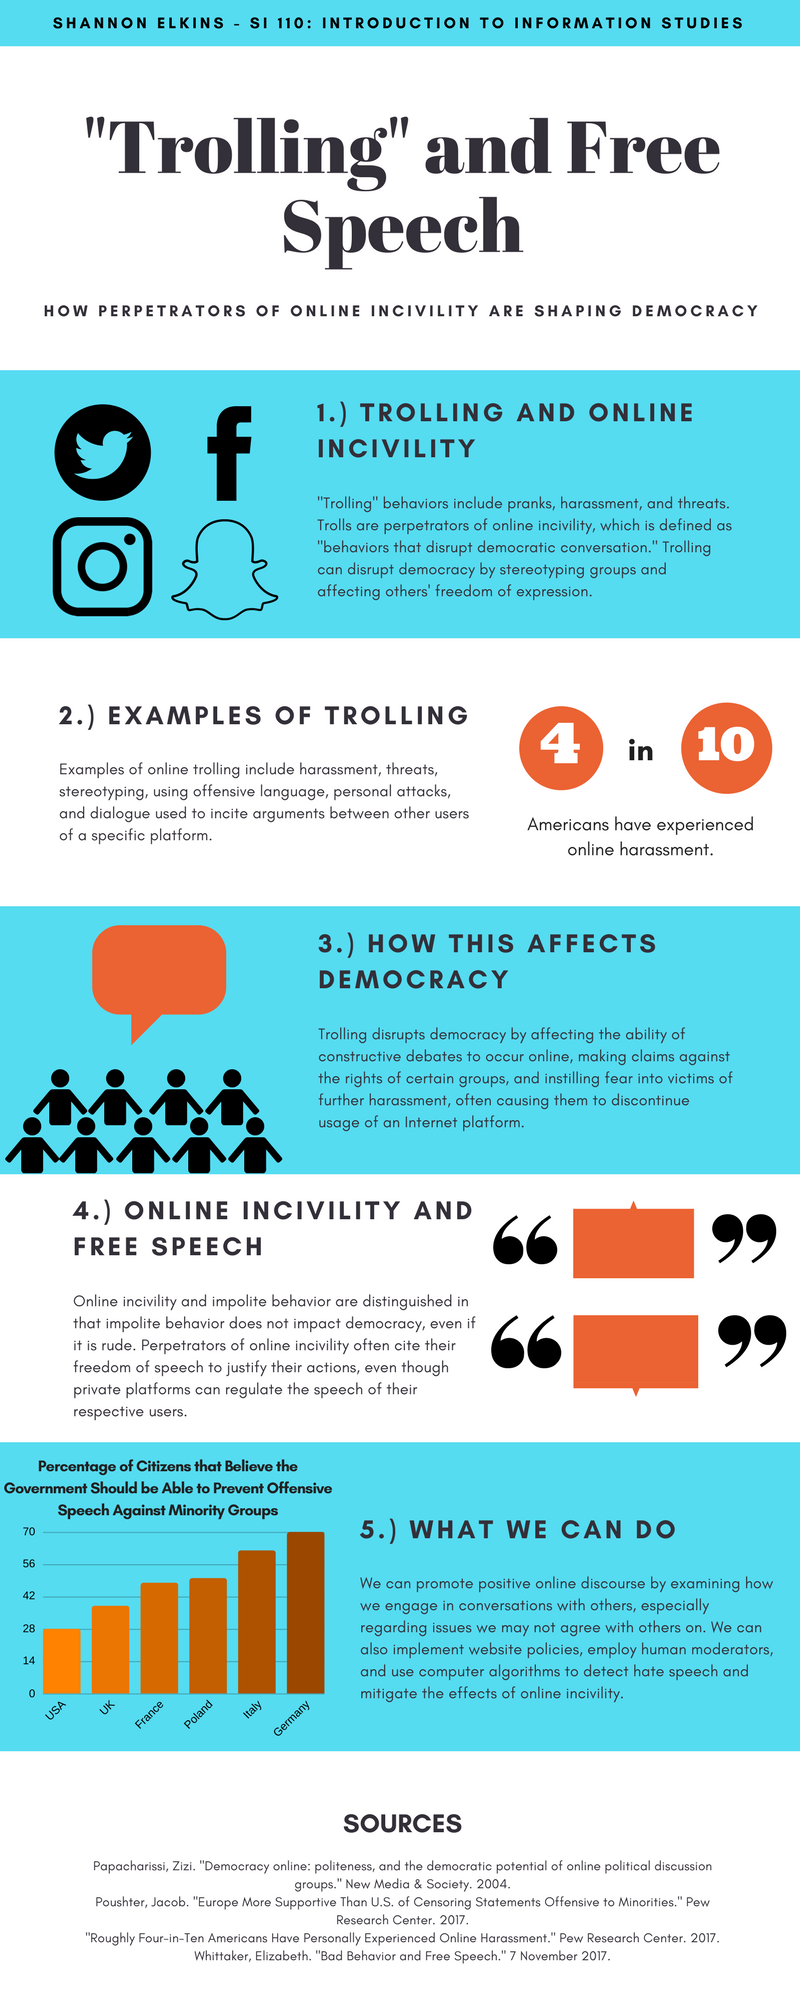 SHANNON ELKINS - SI 110: INTRODUCTION TO INFORMATION STUDIES
"Trolling" and Free
Speech
HOW PERPETRATORS OF ONLINE INCIVILITY ARE SHAPING DEMOCRACY
1.) TROLLING AND ONLINE
INCIVILITY
"Trolling" behaviors include pranks, harassment, and threats.
Trolls are perpetrators of online incivility, which is defined as
"behaviors that disrupt democratic conversation." Trolling
can disrupt democracy by stereotyping groups and
affecting others' freedom of expression.
2.) EXAMPLES OF TROLLING
Examples of online trolling include harassment, threats,
stereotyping, using offensive language, personal attacks,
and dialogue used to incite arguments between other users
of a specific platform.
4 in 10
Americans have experienced
online harassment.
3.) HOW THIS AFFECTS
DEMOCRACY
Trolling disrupts democracy by affecting the ability of
constructive debates to occur online, making claims against
the rights of certain groups, and instilling fear into victims of
further harassment, often causing them to discontinue
usage of an Internet platform.
4.) ONLINE INCIVILITY AND
FREE SPEECH
Online incivility and impolite behavior are distinguished in
that impolite behavior does not impact democracy, even if
it is rude. Perpetrators of online incivility often cite their
freedom of speech to justify their actions, even though
private platforms can regulate the speech of their
respective users.
“ ”
“ ”
Percentage of Citizens that Believe the
Government Should be Able to Prevent Offensive
Speech Against Minority Groups
70
56
42
28
14
0
USA
UK
France
Poland
Italy
Germany
5.) WHAT WE CAN DO
We can promote positive online discourse by examining how
we engage in conversations with others, especially
regarding issues we may not agree with others on. We can
also implement website policies, employ human moderators,
and use computer algorithms to detect hate speech and
mitigate the effects of online incivility.
SOURCES
Papacharissi, Zizi. "Democracy online: politeness, and the democratic potential of online political discussion
groups." New Media & Society. 2004.
Poushter, Jacob. "Europe More Supportive Than U.S. of Censoring Statements Offensive to Minorities." Pew
Research Center. 2017.
"Roughly Four-in-Ten Americans Have Personally Experienced Online Harassment." Pew Research Center. 2017.
Whittaker, Elizabeth. "Bad Behavior and Free Speech." 7 November 2017.